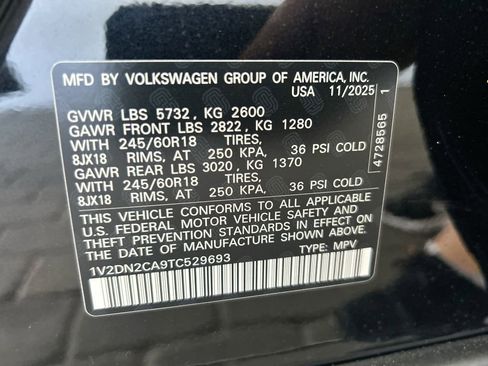 MFD BY VOLKSWAGEN GROUP OF AMERICA, INC.
USA 11/2025
GVWR LBS 5732, KG 2600
GAWR FRONT LBS 2822, KG 1280
WITH 245/60R18 TIRES,
8JX18 RIMS, AT 250 KPA, 36 PSI COLD
GAWR REAR LBS 3020, KG 1370
WITH 245/60R18 TIRES,
8JX18 RIMS, AT 250 KPA, 36 PSI COLD
THIS VEHICLE CONFORMS TO ALL APPLICABLE
U.S. FEDERAL MOTOR VEHICLE SAFETY AND
THEFT PREVENTION STANDARDS IN EFFECT ON THE
DATE OF MANUFACTURE SHOWN ABOVE.
1V2DN2CA9TC529693 TYPE: MPV
4728565 1